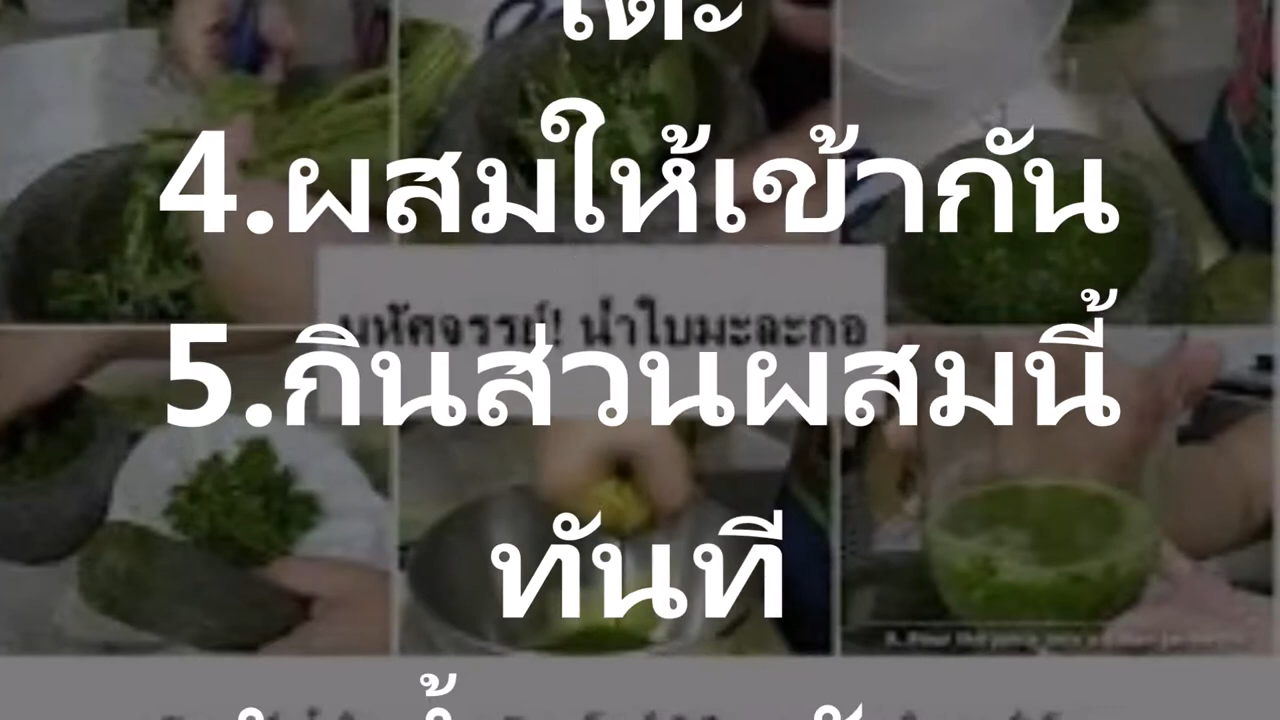 4.ผสมให้เข้ากัน
มหัศจรรย์! นำใบมะละกอ
5.กินส่วนผสมนี้
ทันที